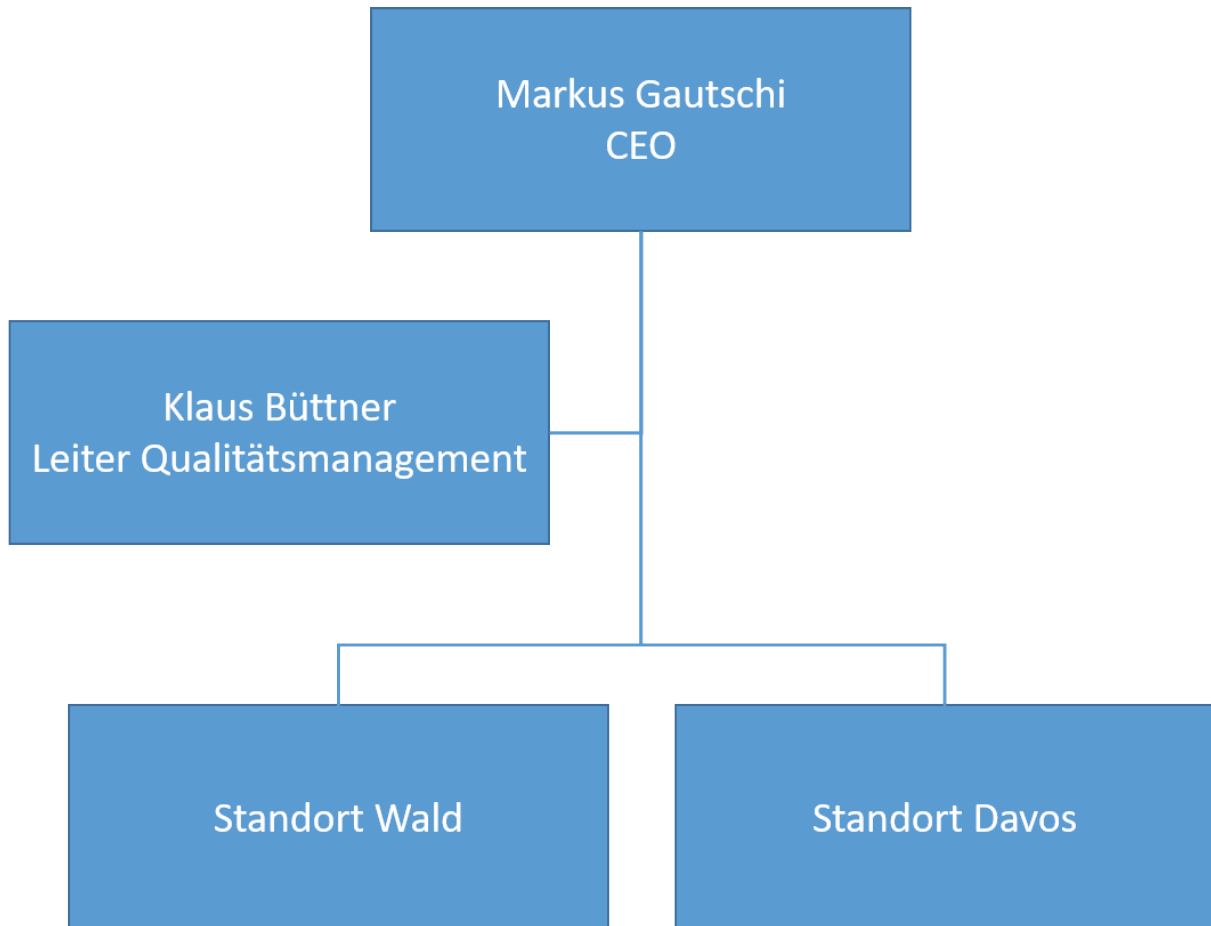 Markus Gautschi
CEO
Klaus Büttner
Leiter Qualitätsmanagement
Standort Wald
Standort Davos